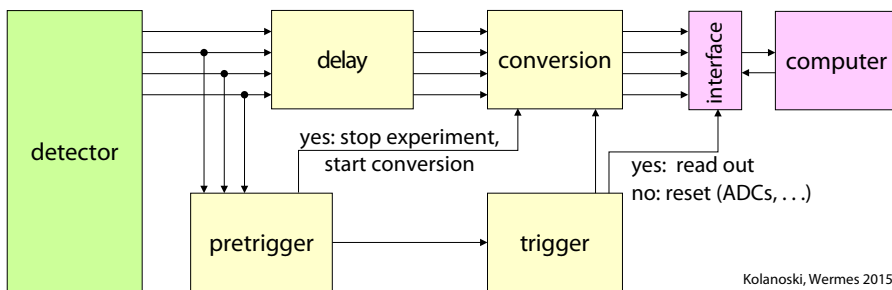 detector
delay
conversion
interface
computer
yes: stop experiment,
start conversion
yes: read out
no: reset (ADCs, . . .)
pretrigger
trigger
Kolanoski, Wermes 2015